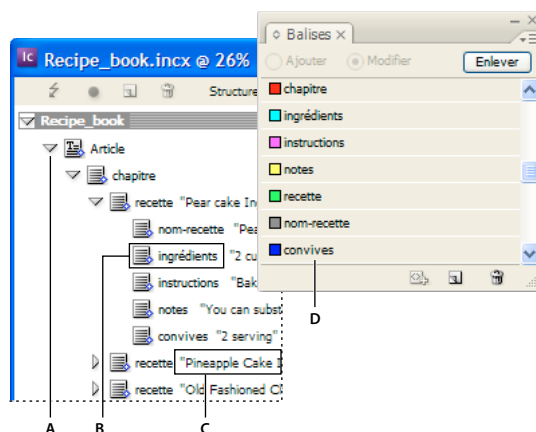 Ic Recipe_book.incx @ 26%
Structure
Recipe_book
Article
chapitre
recette "Pear cake In
nom-recette "Pea
ingrédients "2 cu
instructions "Bak
notes "You can subst
convives "2 serving"
recette "Pineapple Cake I
recette "Old Fashioned C
Balises ×
Ajouter Modifier Enlever
chapitre
ingrédients
instructions
notes
recette
nom-recette
convives
D
A B C